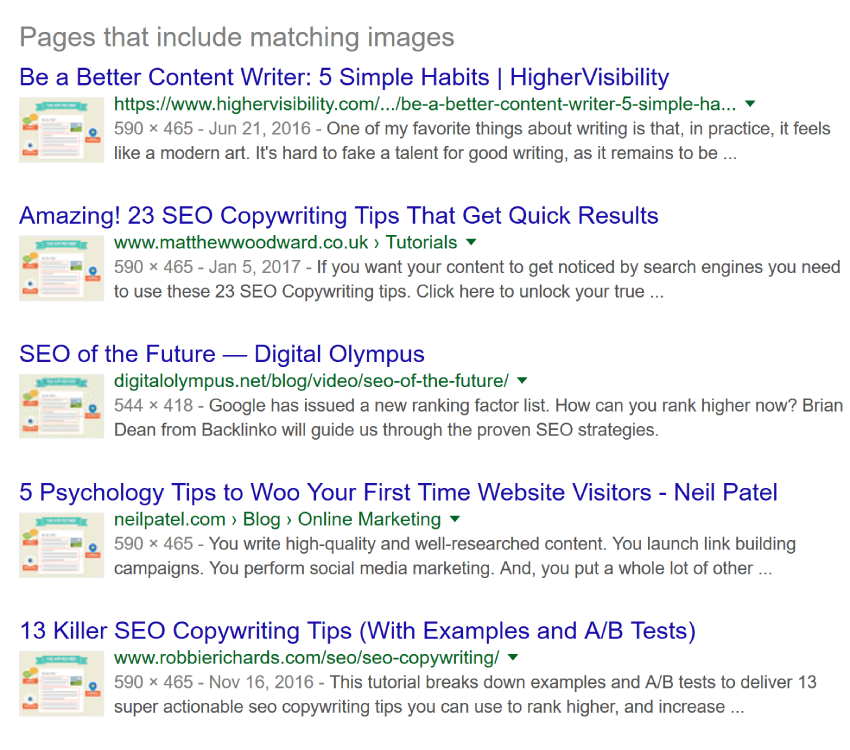 Pages that include matching images
Be a Better Content Writer: 5 Simple Habits | HigherVisibility
https://www.highervisibility.com/.../be-a-better-content-writer-5-simple-ha...
590 × 465 - Jun 21, 2016 - One of my favorite things about writing is that, in practice, it feels
like a modern art. It's hard to fake a talent for good writing, as it remains to be ...
Amazing! 23 SEO Copywriting Tips That Get Quick Results
www.matthewwoodward.co.uk › Tutorials
590 × 465 - Jan 5, 2017 - If you want your content to get noticed by search engines you need
to use these 23 SEO Copywriting tips. Click here to unlock your true ...
SEO of the Future — Digital Olympus
digitalolympus.net/blog/video/seo-of-the-future/
544 × 418 - Google has issued a new ranking factor list. How can you rank higher now? Brian
Dean from Backlinko will guide us through the proven SEO strategies.
5 Psychology Tips to Woo Your First Time Website Visitors - Neil Patel
neilpatel.com › Blog › Online Marketing
590 × 465 - You write high-quality and well-researched content. You launch link building
campaigns. You perform social media marketing. And, you put a whole lot of other ...
13 Killer SEO Copywriting Tips (With Examples and A/B Tests)
www.robbierichards.com/seo/seo-copywriting/
590 × 465 - Nov 16, 2016 - This tutorial breaks down examples and A/B tests to deliver 13
super actionable seo copywriting tips you can use to rank higher, and increase ...